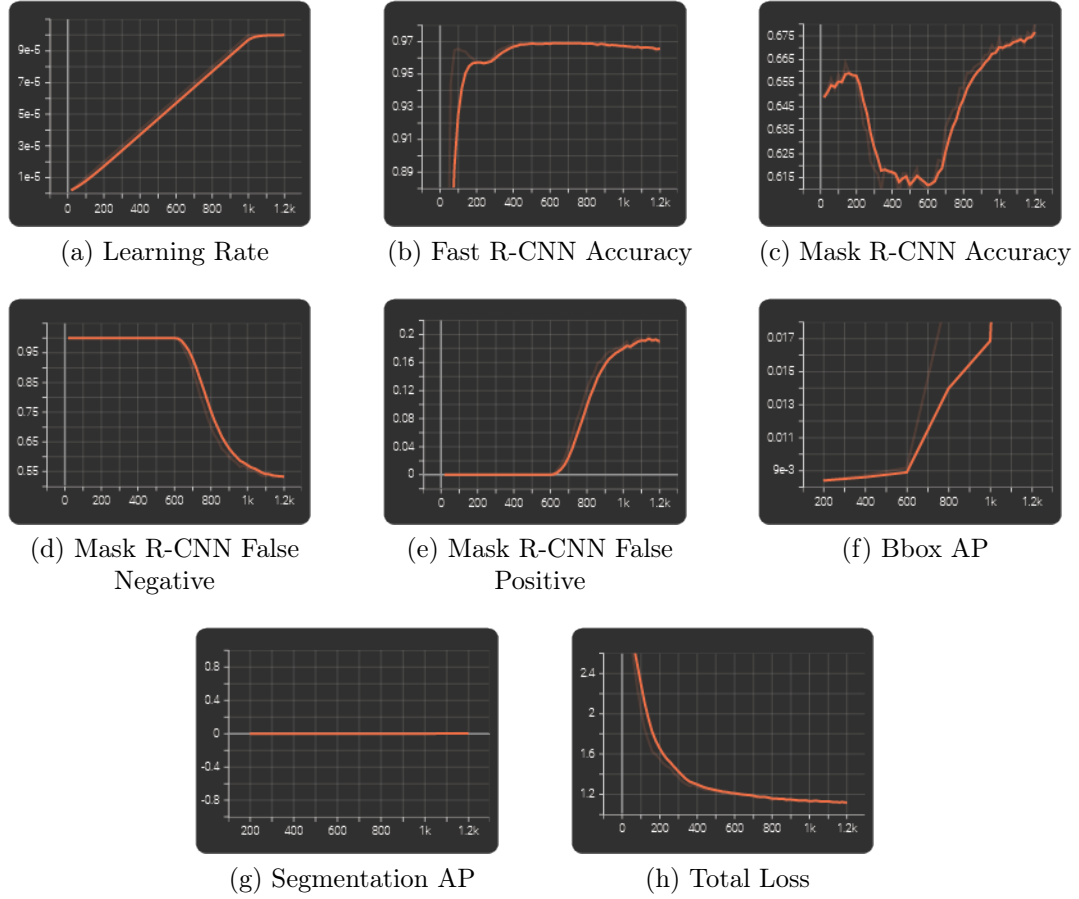 9e-5
7e-5
5e-5
3e-5
1e-5
0 200 400 600 800 1k 1.2k
(a) Learning Rate
0.97
0.95
0.93
0.91
0.89
0 200 400 600 800 1k 1.2k
(b) Fast R-CNN Accuracy
0.675
0.665
0.655
0.645
0.635
0.625
0.615
0 200 400 600 800 1k 1.2k
(c) Mask R-CNN Accuracy
0.95
0.85
0.75
0.65
0.55
0 200 400 600 800 1k 1.2k
(d) Mask R-CNN False
Negative
0.2
0.16
0.12
0.08
0.04
0
0 200 400 600 800 1k 1.2k
(e) Mask R-CNN False
Positive
0.017
0.015
0.013
0.011
9e-3
200 400 600 800 1k 1.2k
(f) Bbox AP
0.8
0.4
0
-0.4
-0.8
200 400 600 800 1k 1.2k
(g) Segmentation AP
2.4
2
1.6
1.2
0 200 400 600 800 1k 1.2k
(h) Total Loss